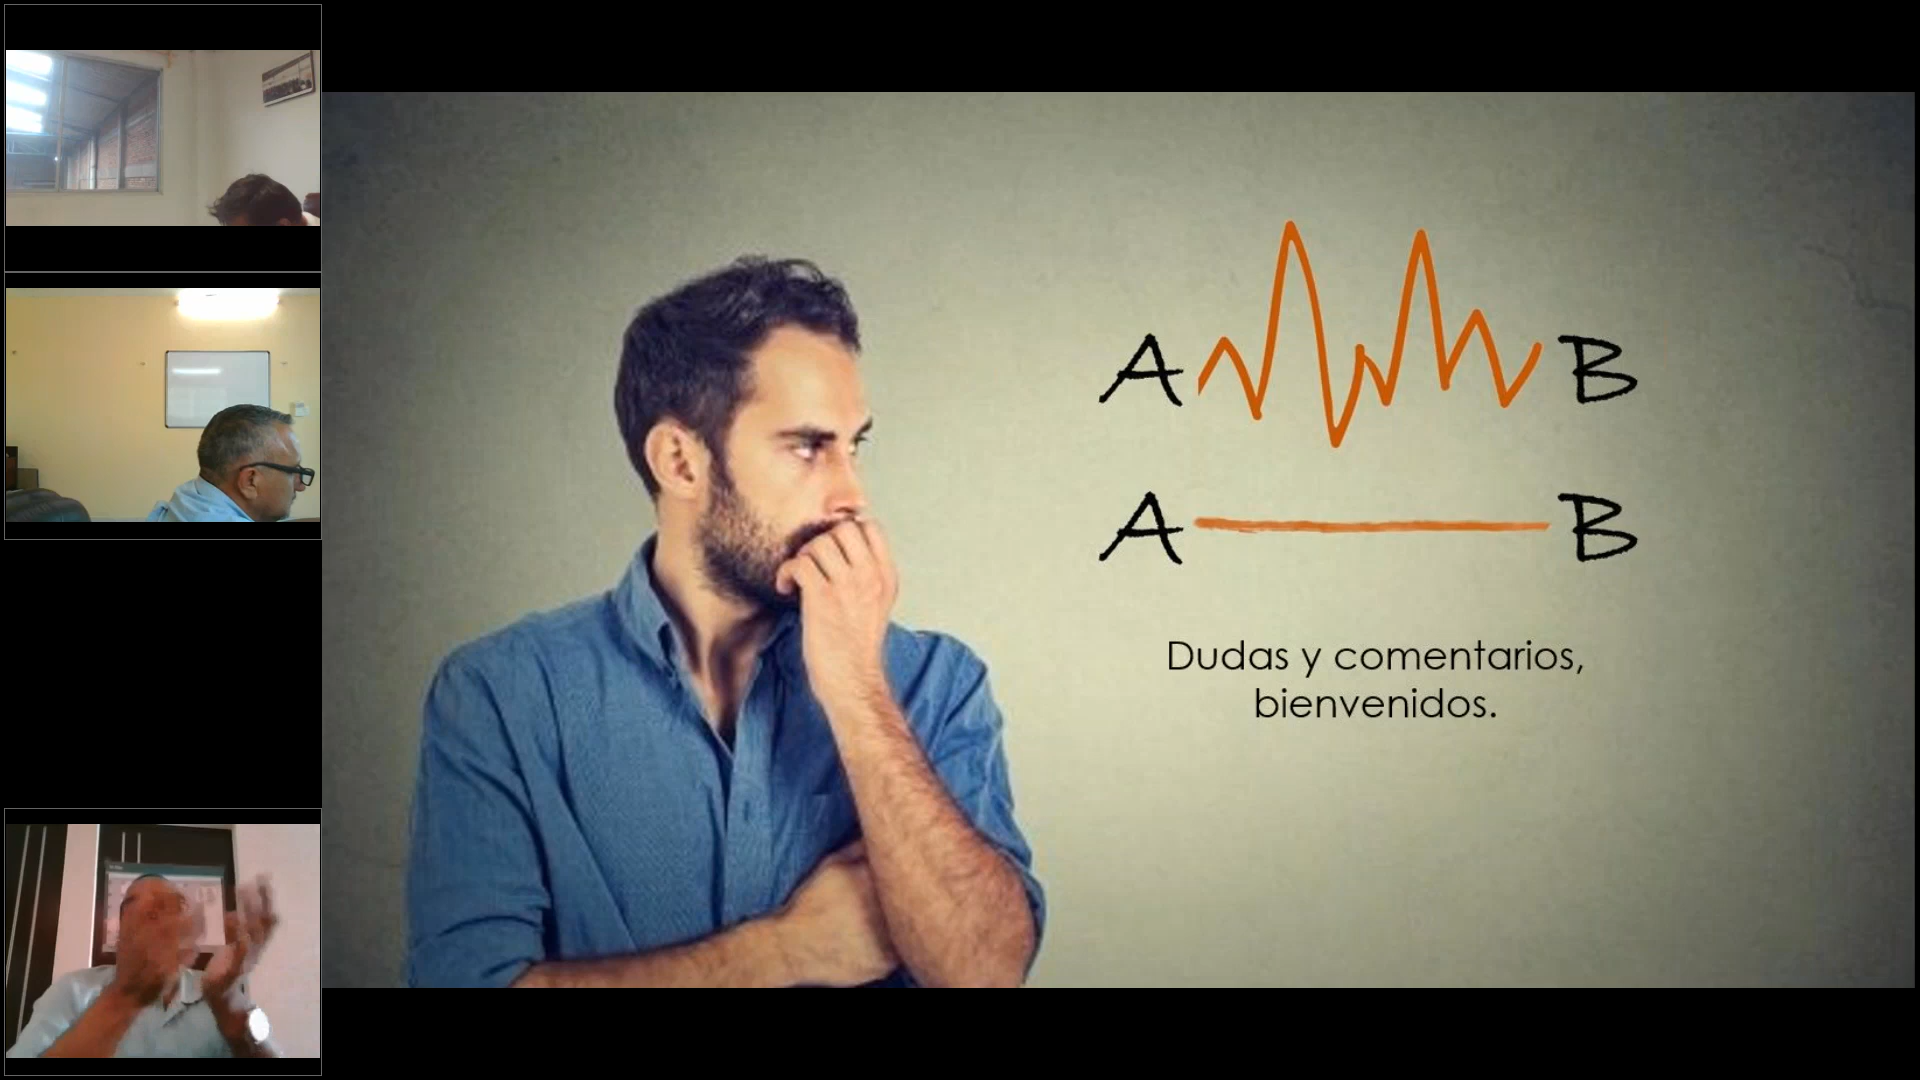 A B
A B
Dudas y comentarios,
bienvenidos.